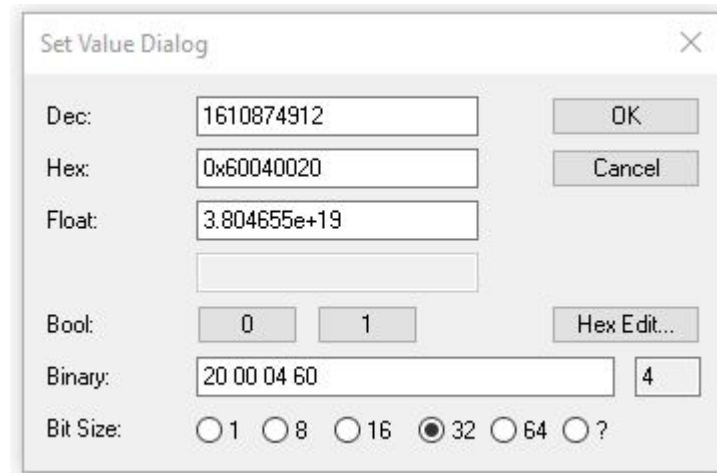 Set Value Dialog
Dec: 1610874912 OK
Hex: 0x60040020 Cancel
Float: 3.804655e+19
Bool: 0 1 Hex Edit...
Binary: 20 00 04 60 4
Bit Size: 1 8 16 32 64 ?